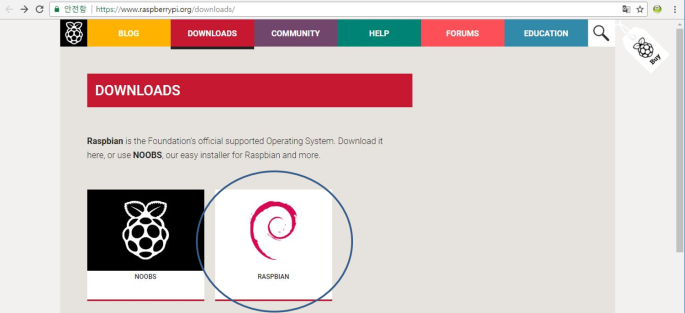 안전함 | https://www.raspberrypi.org/downloads/
BLOG DOWNLOADS COMMUNITY HELP FORUMS EDUCATION
Buy
DOWNLOADS
Raspbian is the Foundation's official supported Operating System. Download it
here, or use NOOBS, our easy installer for Raspbian and more.
NOOBS RASPBIAN